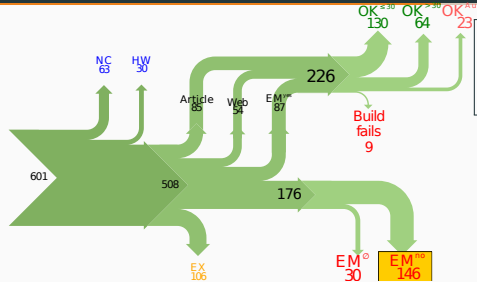 OK≤30 OK>30 OK
130 64 23
NC HW
63 30
226
Article Web EMyes
85 54 87
Build
fails
9
601 508
176
EX
106
EM∅ EMno
30 146